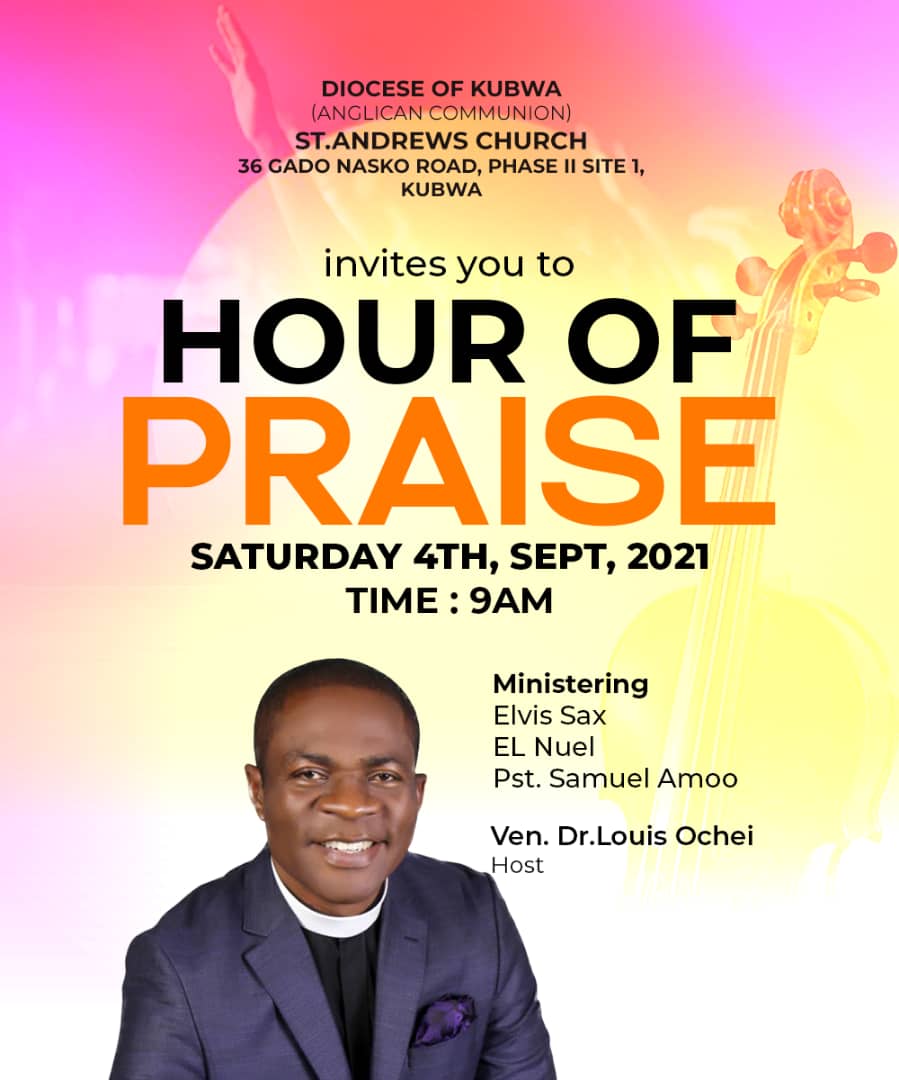 DIOCESE OF KUBWA
(ANGLICAN COMMUNION)
ST.ANDREWS CHURCH
36 GADO NASKO ROAD, PHASE II SITE 1,
KUBWA
invites you to
HOUR OF
PRAISE
SATURDAY 4TH, SEPT, 2021
TIME : 9AM
Ministering
Elvis Sax
EL Nuel
Pst. Samuel Amoo
Ven. Dr.Louis Ochei
Host